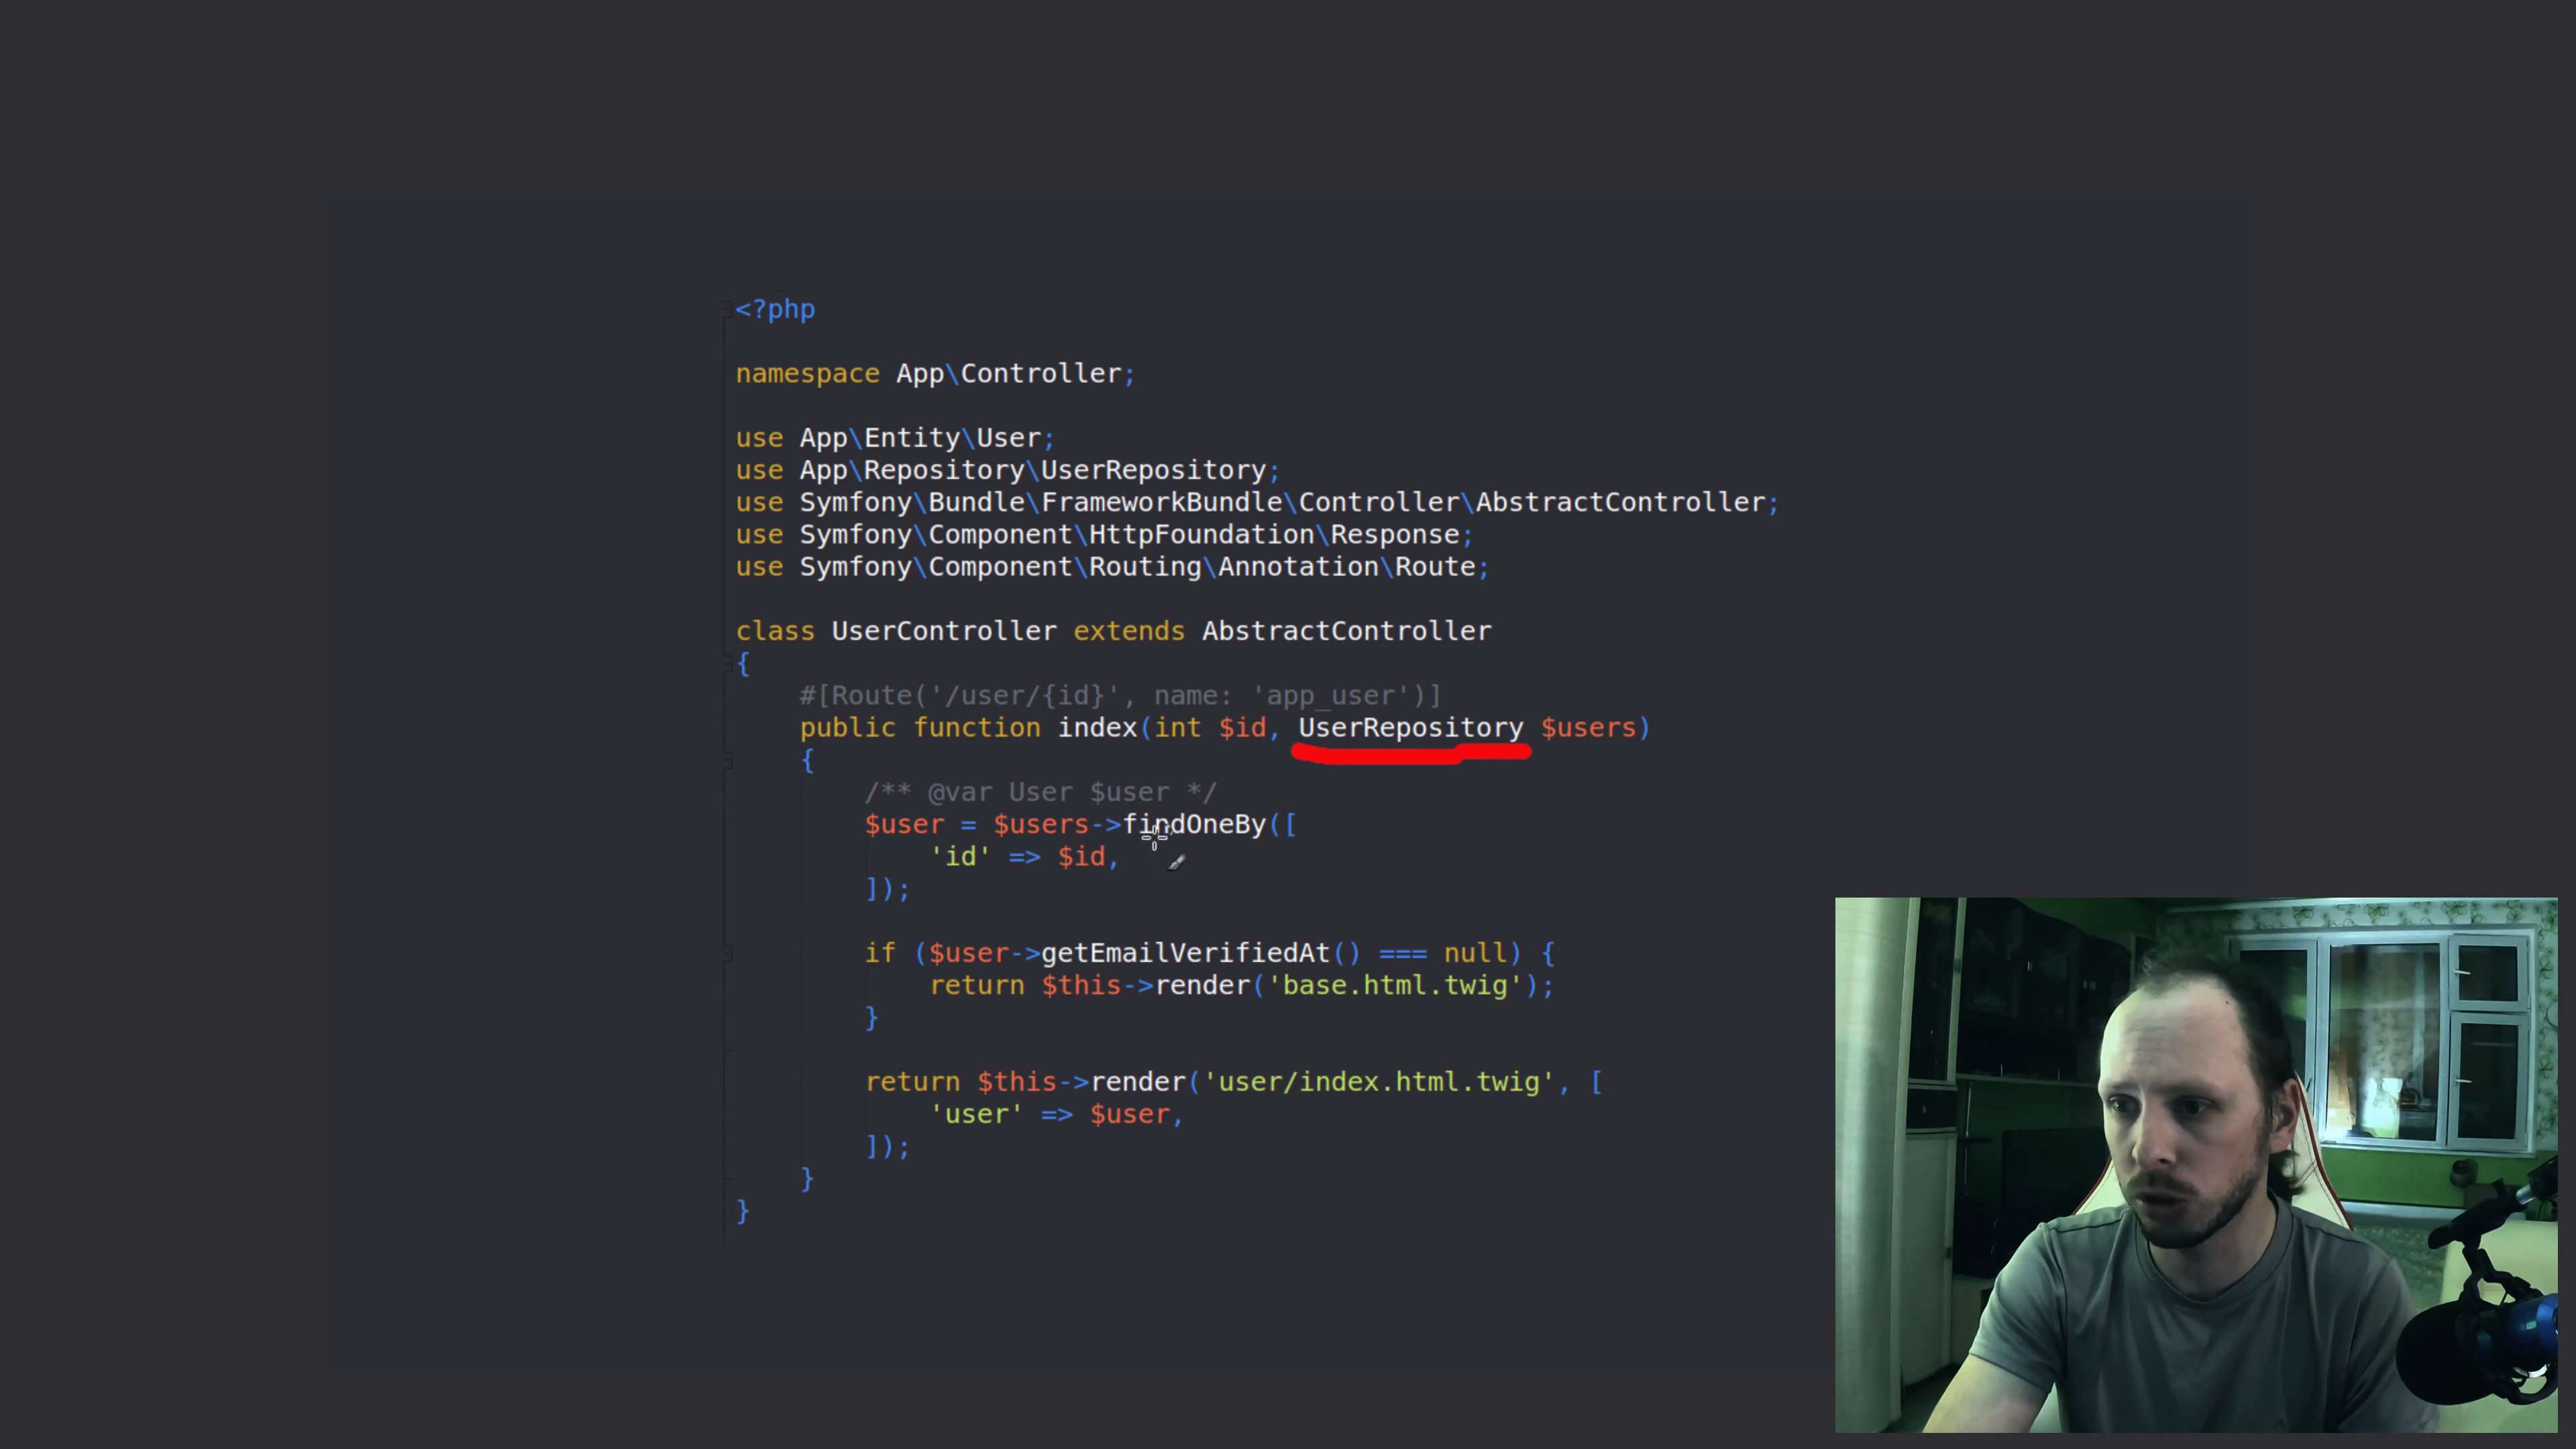 <?php
namespace App\Controller;
use App\Entity\User;
use App\Repository\UserRepository;
use Symfony\Bundle\FrameworkBundle\Controller\AbstractController;
use Symfony\Component\HttpFoundation\Response;
use Symfony\Component\Routing\Annotation\Route;
class UserController extends AbstractController
{
#[Route('/user/{id}', name: 'app_user')]
public function index(int $id, UserRepository $users)
{
/** @var User $user */
$user = $users->findOneBy([
'id' => $id,
]);
if ($user->getEmailVerifiedAt() === null) {
return $this->render('base.html.twig');
}
return $this->render('user/index.html.twig', [
'user' => $user,
]);
}
}